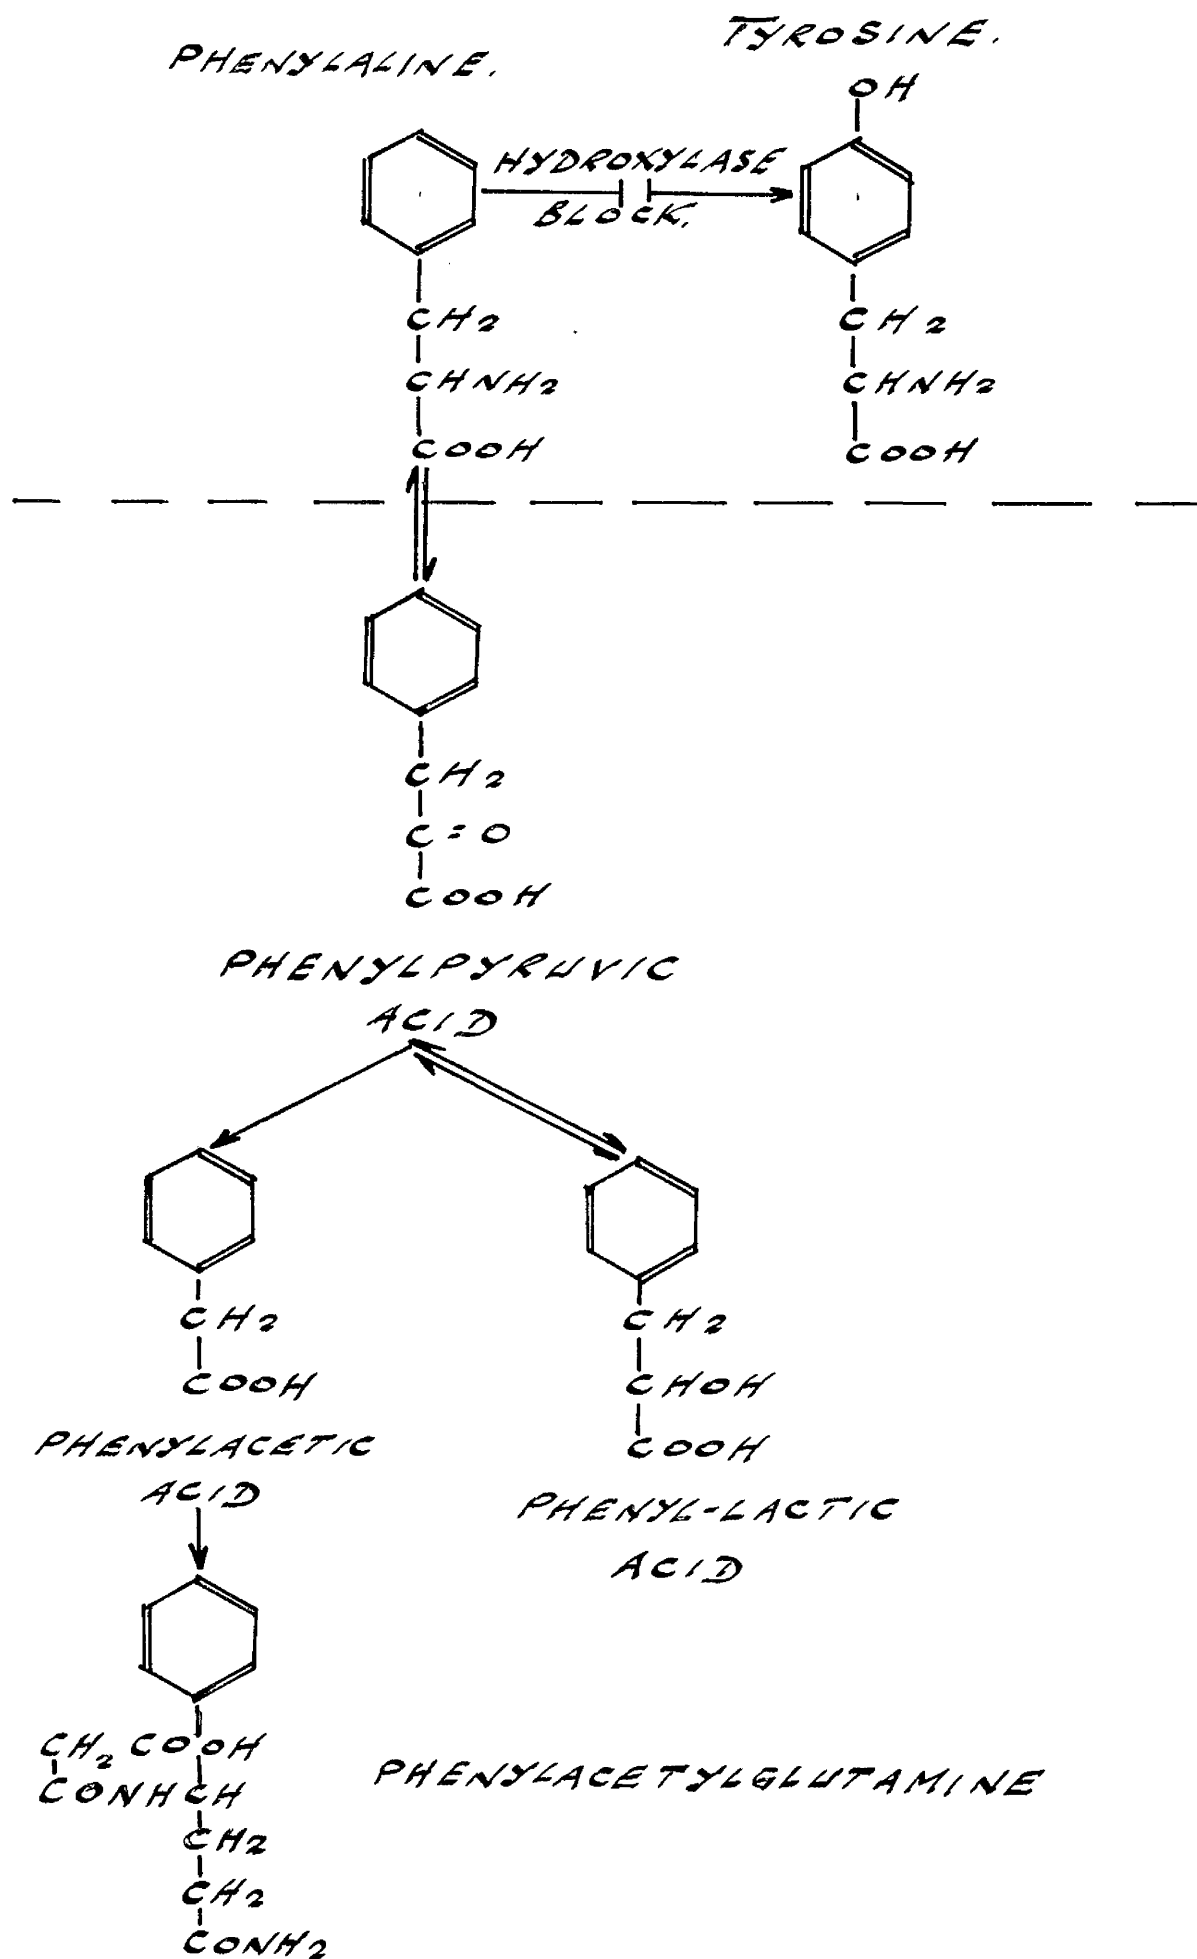 PHENYLALINE.
TYROSINE.
OH
HYDROXYLASE
BLOCK.
CH2
CHNH2
COOH
CH2
CHNH2
COOH
CH2
C=O
COOH
PHENYLPYRUVIC
ACID
CH2
COOH
PHENYLACETIC
ACID
CH2
CHOH
COOH
PHENYL-LACTIC
ACID
CH2 COOH
CONHCH
CH2
CH2
CONH2
PHENYLACETYLGLUTAMINE